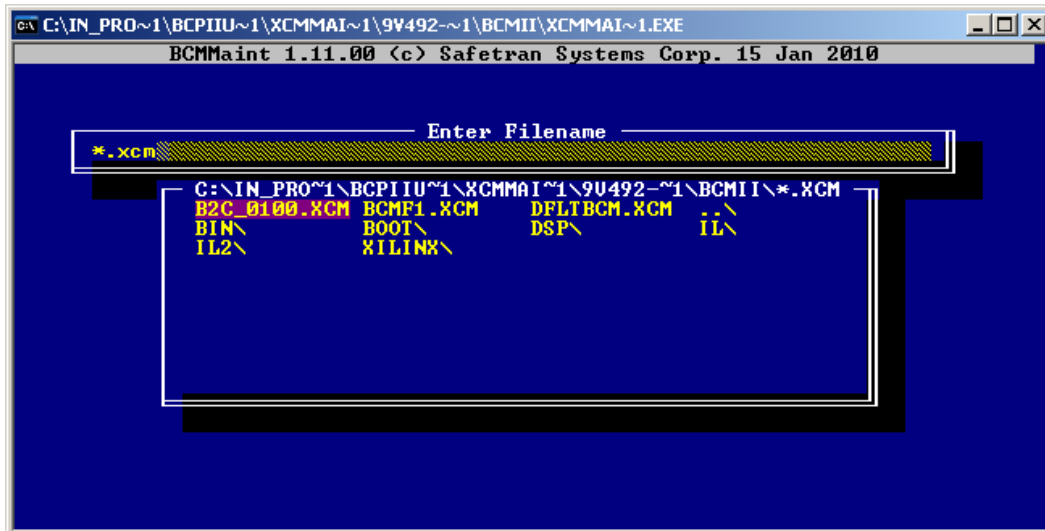 C:\IN_PRO~1\BCPIIU~1\XCMMAI~1\9V492-~1\BCMII\XCMMAI~1.EXE
BCMMaint 1.11.00 (c) Safetran Systems Corp. 15 Jan 2010
Enter Filename
*.xcm
C:\IN_PRO~1\BCPIIU~1\XCMMAI~1\9V492-~1\BCMII\*.XCM
B2C_0100.XCM BCMF1.XCM DFLTBCM.XCM ..\
BIN\ BOOT\ DSP\ IL\
IL2\ XILINX\